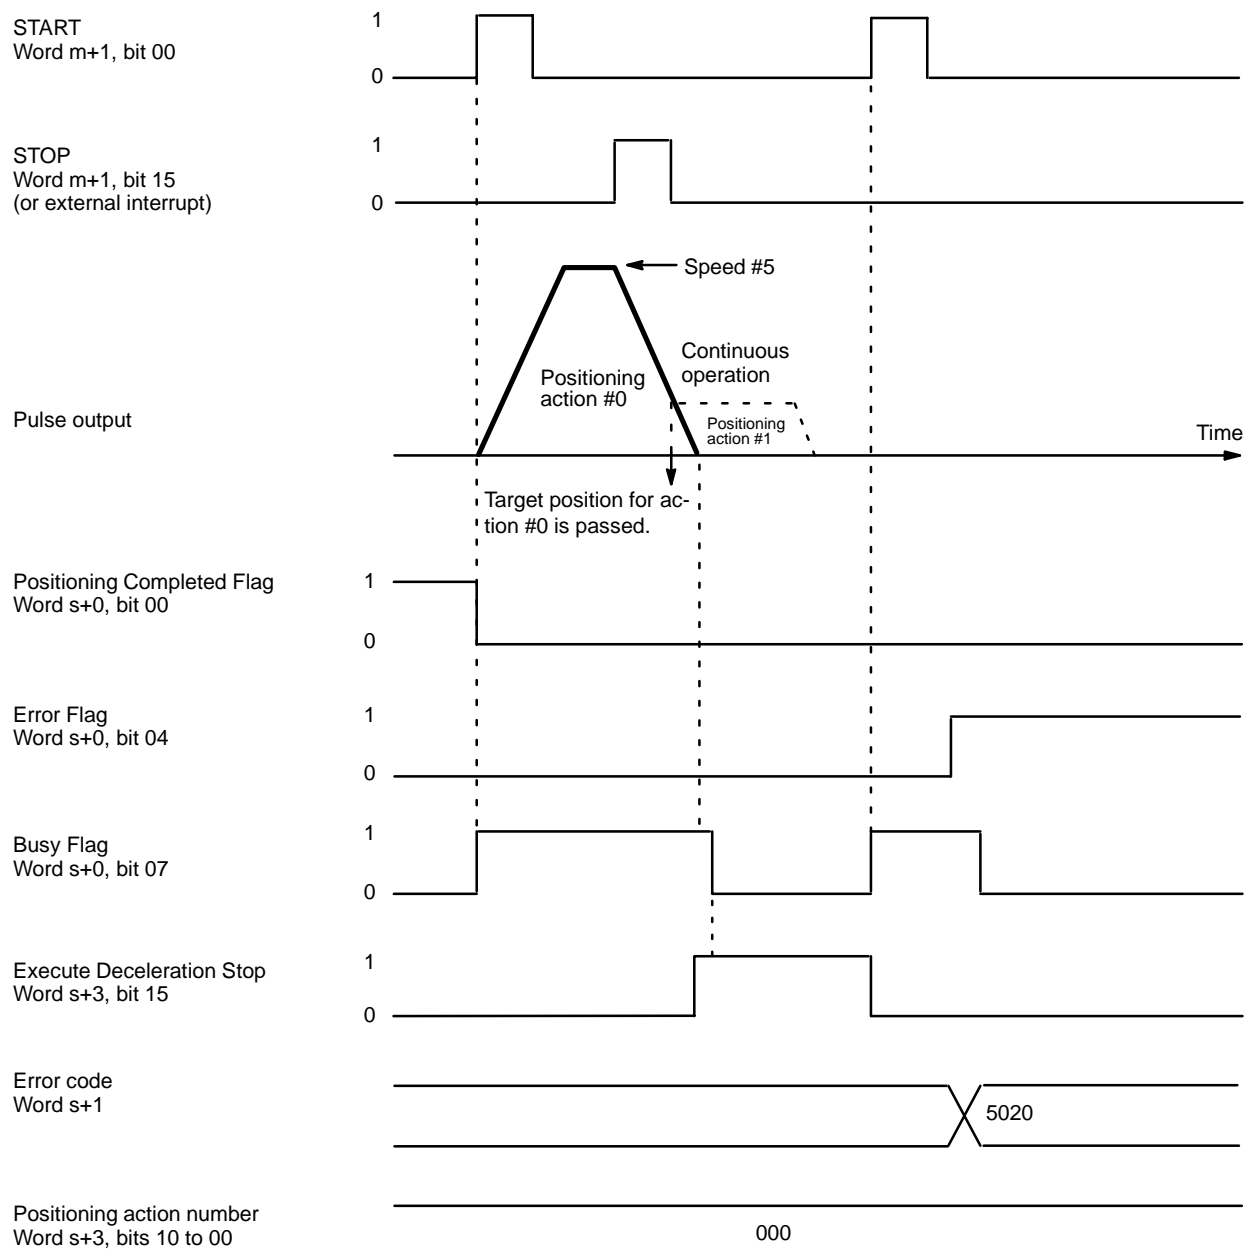 START
Word m+1, bit 00
1
0
STOP
Word m+1, bit 15
(or external interrupt)
1
0
Speed #5
Continuous
operation
Positioning
action #0
Positioning
action #1
Pulse output
Time
Target position for ac-
tion #0 is passed.
Positioning Completed Flag
Word s+0, bit 00
1
0
Error Flag
Word s+0, bit 04
1
0
Busy Flag
Word s+0, bit 07
1
0
Execute Deceleration Stop
Word s+3, bit 15
1
0
Error code
Word s+1
5020
Positioning action number
Word s+3, bits 10 to 00
000